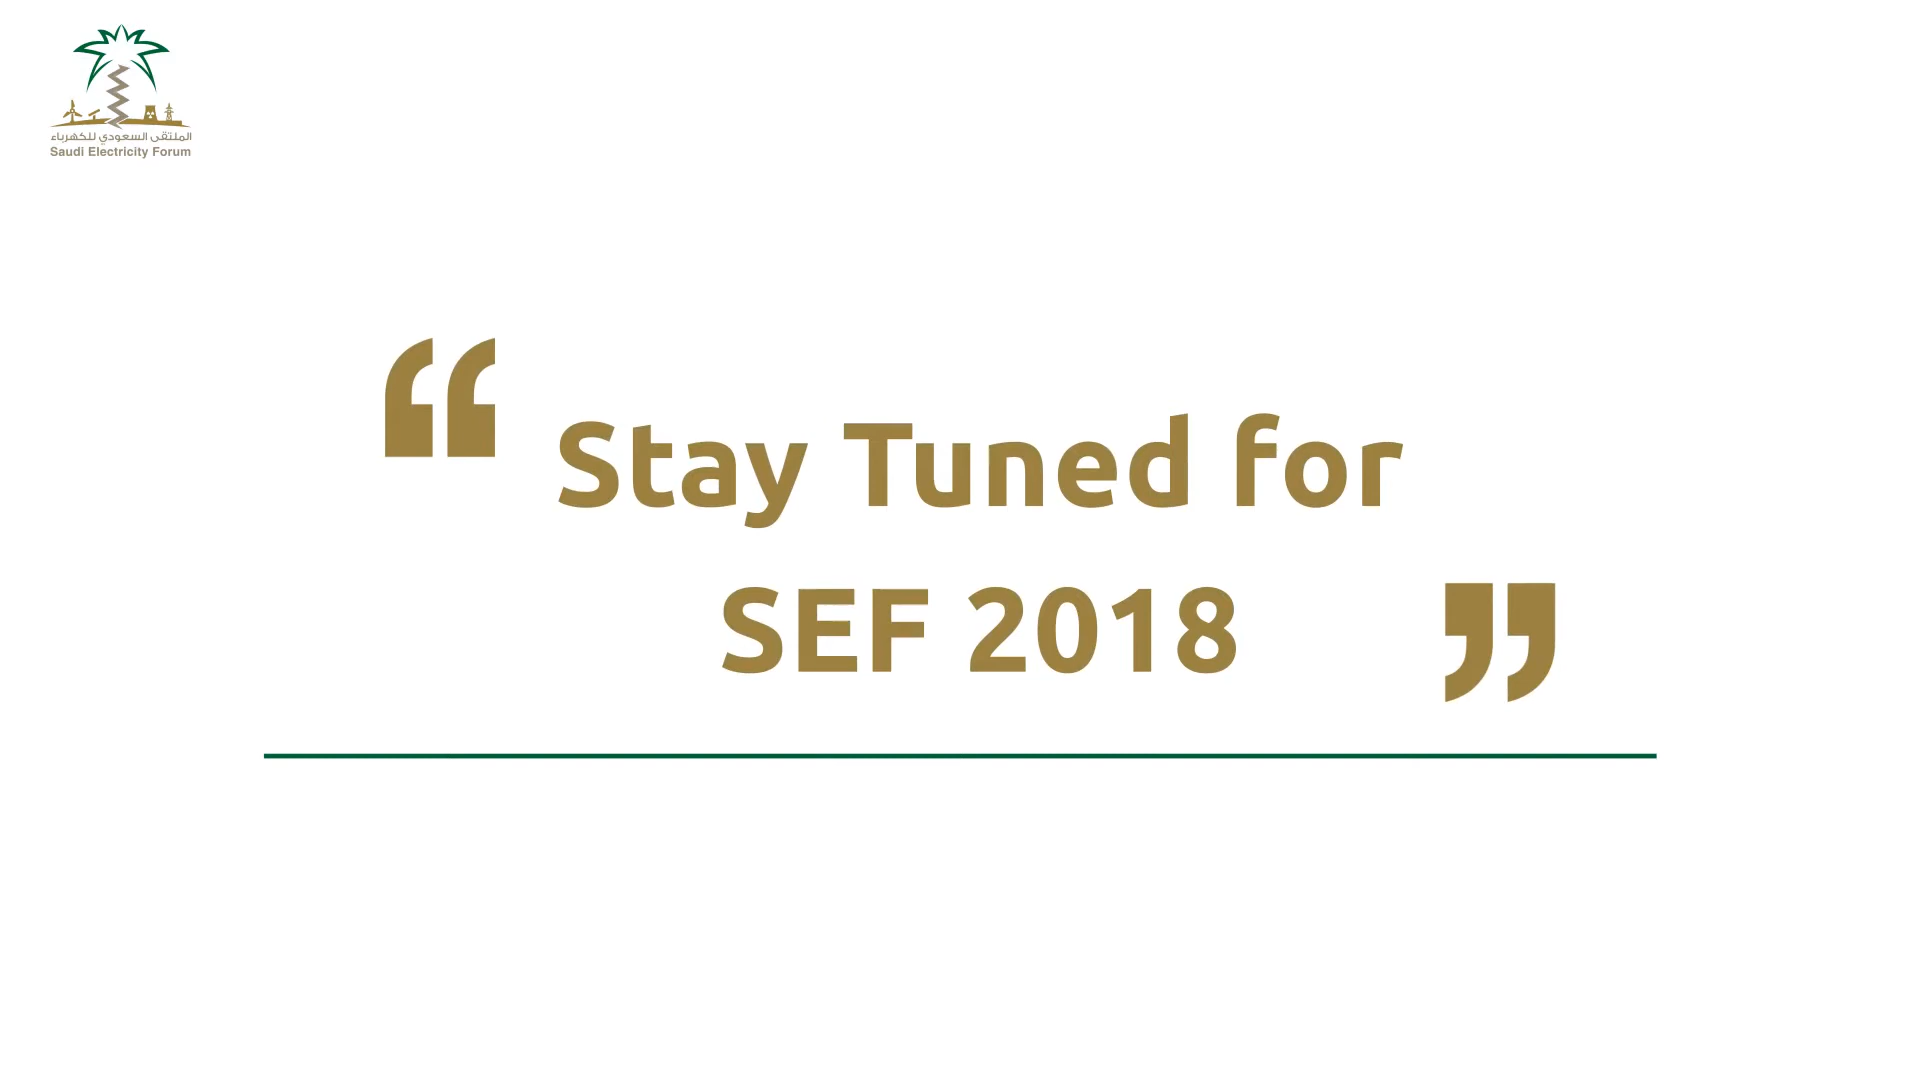 الملتقى السعودي للكهرباء
Saudi Electricity Forum
“Stay Tuned for
SEF 2018”